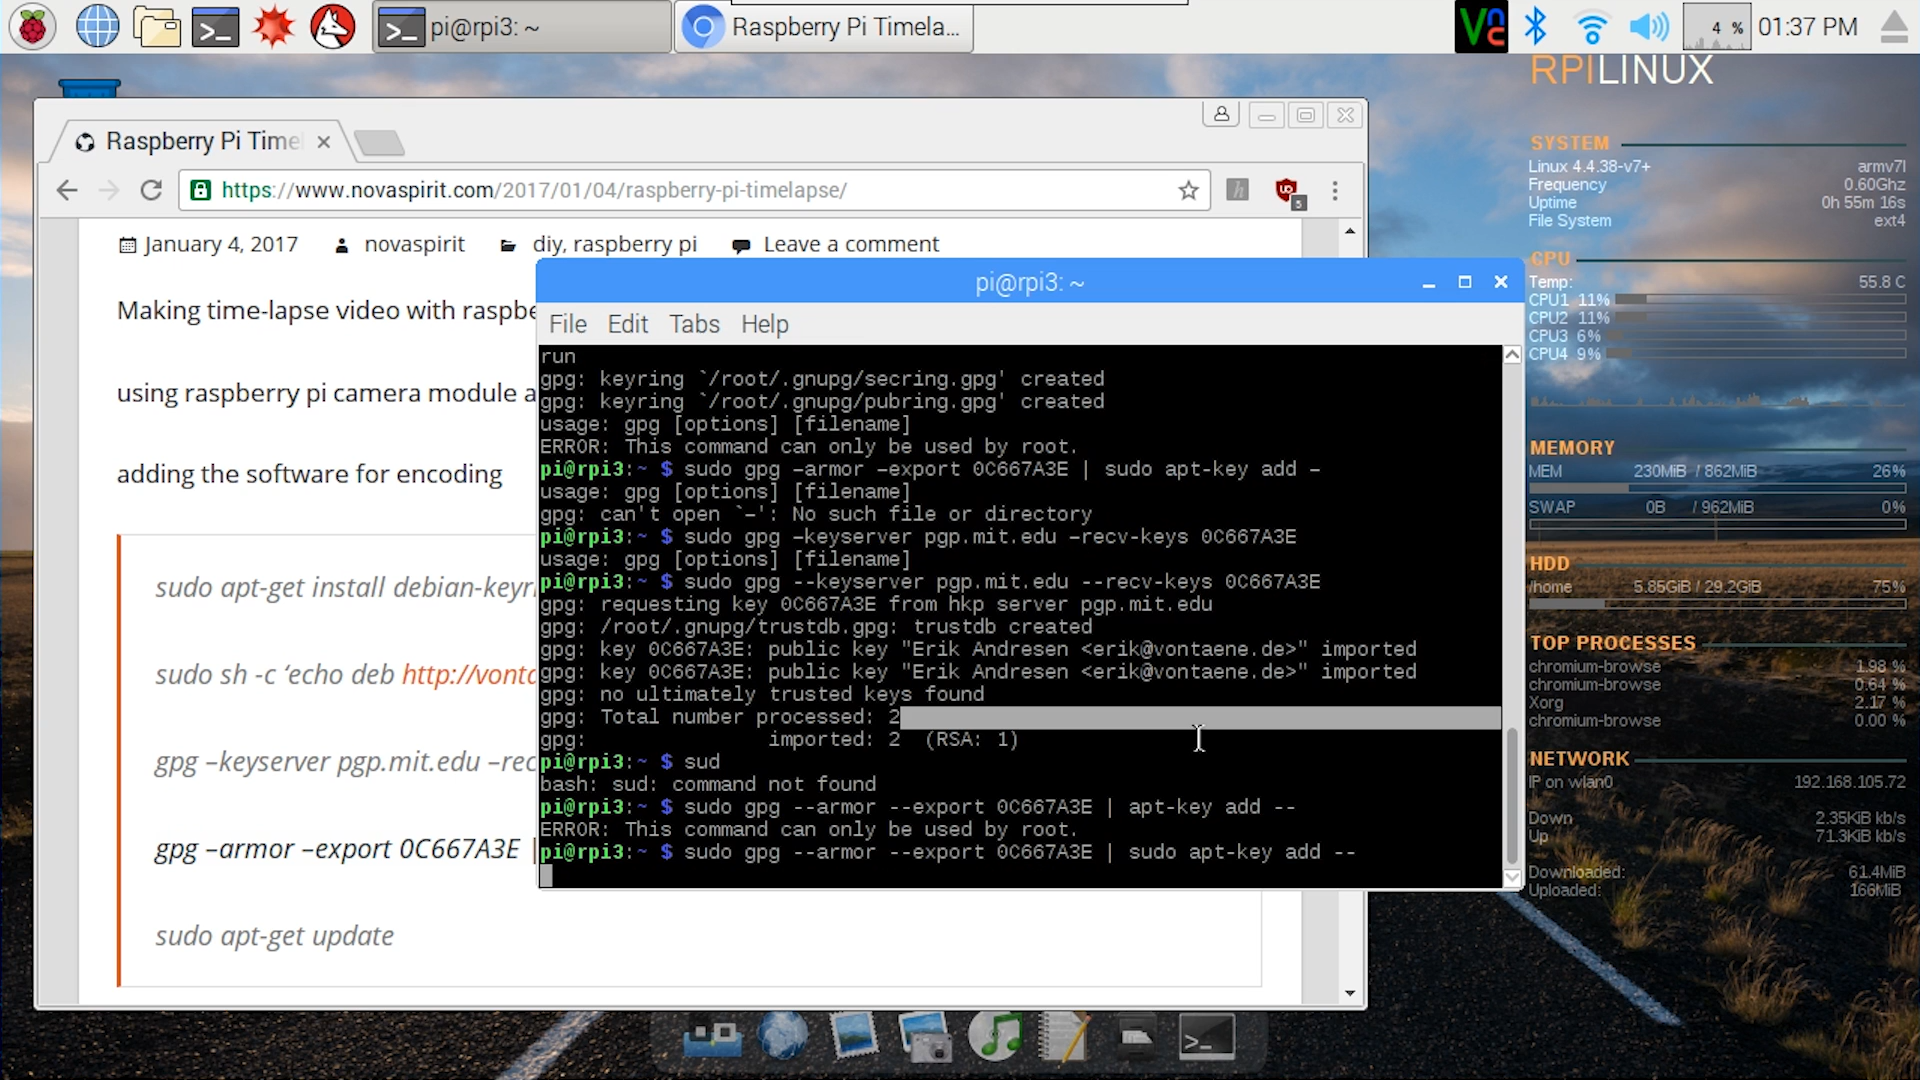 pi@rpi3: ~
Raspberry Pi Timela...
VNC
4 %
01:37 PM
RPILINUX
Raspberry Pi Time
https://www.novaspirit.com/2017/01/04/raspberry-pi-timelapse/
h
5
January 4, 2017 novaspirit diy, raspberry pi Leave a comment
Making time-lapse video with raspbe
using raspberry pi camera module a
adding the software for encoding
sudo apt-get install debian-keyri
sudo sh -c ‘echo deb http://vonta
gpg –keyserver pgp.mit.edu –rec
gpg –armor –export 0C667A3E |
sudo apt-get update
pi@rpi3: ~
File Edit Tabs Help
run
gpg: keyring `/root/.gnupg/secring.gpg' created
gpg: keyring `/root/.gnupg/pubring.gpg' created
usage: gpg [options] [filename]
ERROR: This command can only be used by root.
pi@rpi3:~ $ sudo gpg –armor –export 0C667A3E | sudo apt-key add –
usage: gpg [options] [filename]
gpg: can't open `–': No such file or directory
pi@rpi3:~ $ sudo gpg –keyserver pgp.mit.edu –recv-keys 0C667A3E
usage: gpg [options] [filename]
pi@rpi3:~ $ sudo gpg --keyserver pgp.mit.edu --recv-keys 0C667A3E
gpg: requesting key 0C667A3E from hkp server pgp.mit.edu
gpg: /root/.gnupg/trustdb.gpg: trustdb created
gpg: key 0C667A3E: public key "Erik Andresen <erik@vontaene.de>" imported
gpg: key 0C667A3E: public key "Erik Andresen <erik@vontaene.de>" imported
gpg: no ultimately trusted keys found
gpg: Total number processed: 2
gpg: imported: 2 (RSA: 1)
pi@rpi3:~ $ sud
bash: sud: command not found
pi@rpi3:~ $ sudo gpg --armor --export 0C667A3E | apt-key add --
ERROR: This command can only be used by root.
pi@rpi3:~ $ sudo gpg --armor --export 0C667A3E | sudo apt-key add --
SYSTEM
Linux 4.4.38-v7+ armv7l
Frequency 0.60Ghz
Uptime 0h 55m 16s
File System ext4
CPU
Temp: 55.8 C
CPU1 11%
CPU2 11%
CPU3 6%
CPU4 9%
MEMORY
MEM 230MiB / 862MiB 26%
SWAP 0B / 962MiB 0%
HDD
/home 5.85GiB / 29.2GiB 75%
TOP PROCESSES
chromium-browse 1.98 %
chromium-browse 0.64 %
Xorg 2.17 %
chromium-browse 0.00 %
NETWORK
IP on wlan0 192.168.105.72
Down 2.35KiB kb/s
Up 71.3KiB kb/s
Downloaded: 61.4MiB
Uploaded: 166MiB